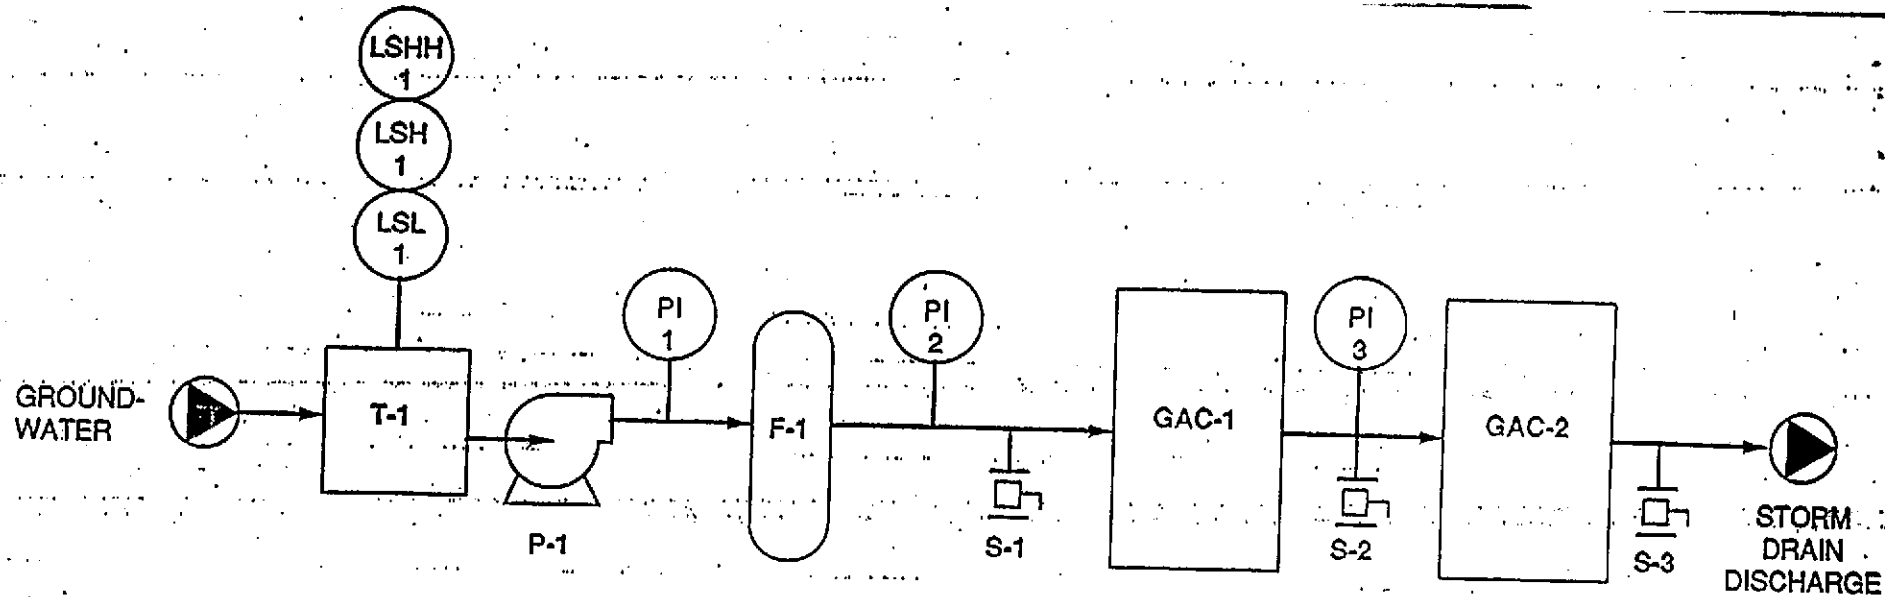 LSHH
1
LSH
1
LSL
1
GROUND-
WATER
T-1
P-1
PI
1
F-1
PI
2
S-1
GAC-1
PI
3
S-2
GAC-2
S-3
STORM
DRAIN
DISCHARGE